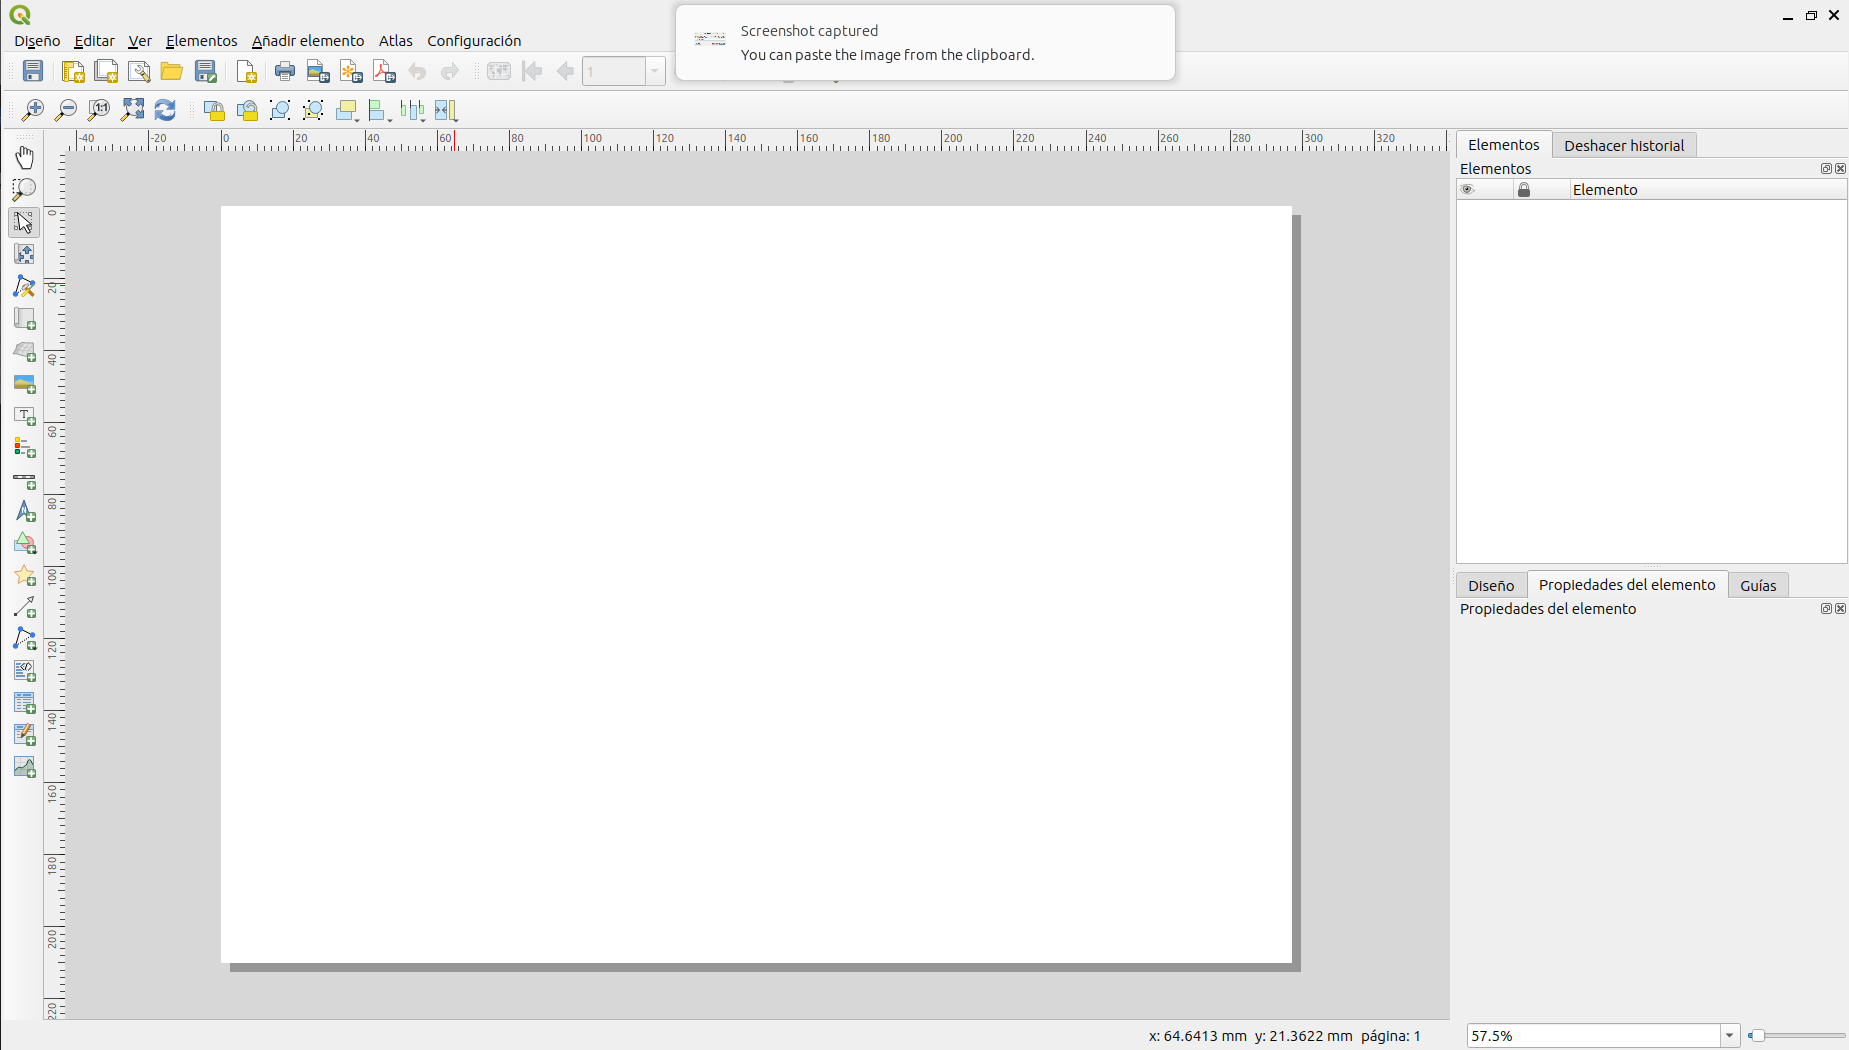 Screenshot captured
You can paste the image from the clipboard.
Diseño Editar Ver Elementos Añadir elemento Atlas Configuración
1
1:1
-40 -20 0 20 40 60 80 100 120 140 160 180 200 220 240 260 280 300 320
0
20
40
60
80
100
120
140
160
180
200
220
Elementos Deshacer historial
Elementos
Elemento
Diseño Propiedades del elemento Guías
Propiedades del elemento
x: 64.6413 mm y: 21.3622 mm página: 1
57.5%